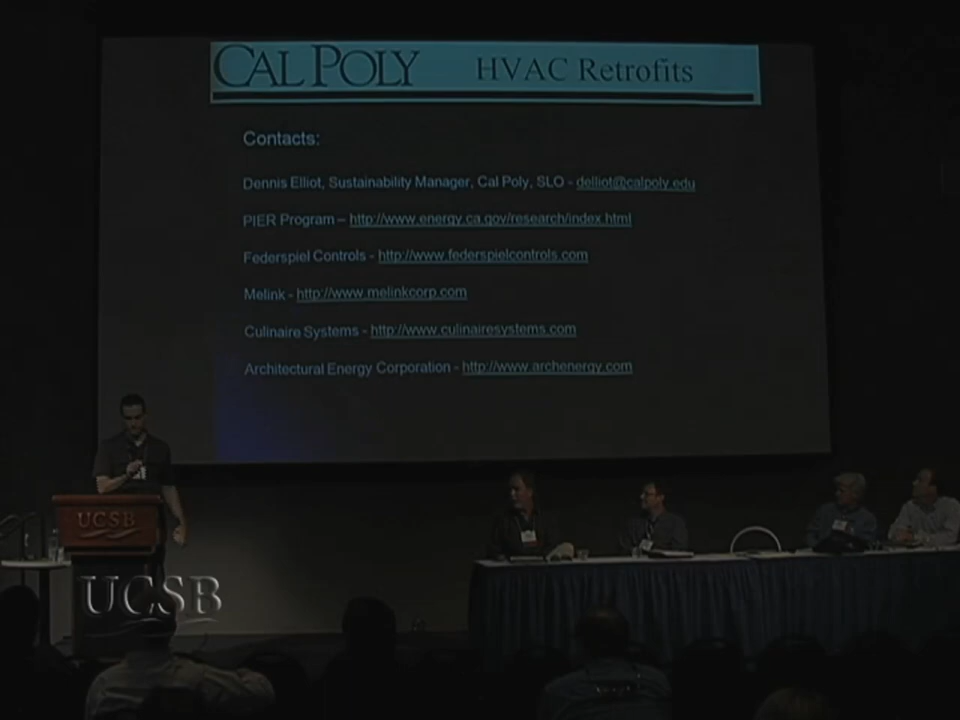 CAL POLY HVAC Retrofits
Contacts:
Dennis Elliot, Sustainability Manager, Cal Poly, SLO - delliot@calpoly.edu
PIER Program – http://www.energy.ca.gov/research/index.html
Federspiel Controls - http://www.federspielcontrols.com
Melink - http://www.melinkcorp.com
Culinaire Systems - http://www.culinairesystems.com
Architectural Energy Corporation - http://www.archenergy.com
UCSB
UCSB